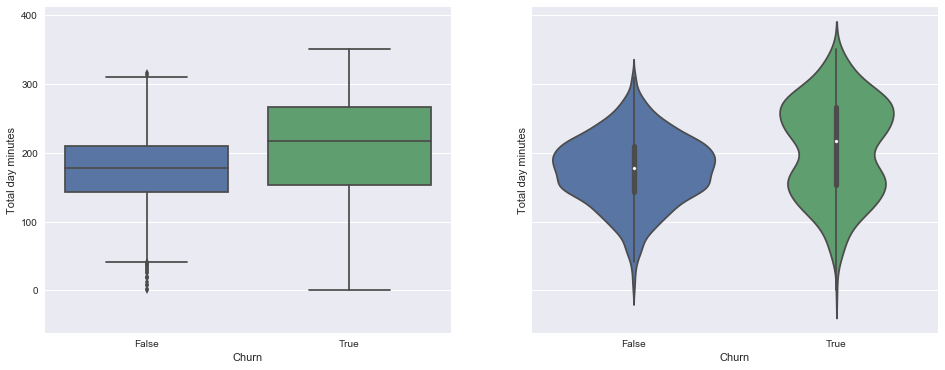 400
300
200
100
0
Total day minutes
False
True
Churn
Total day minutes
False
True
Churn